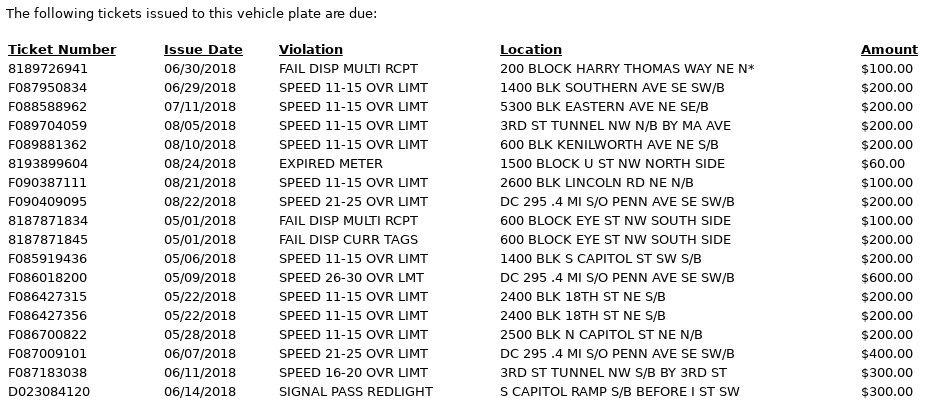 The following tickets issued to this vehicle plate are due:
Ticket Number Issue Date Violation Location Amount
8189726941 06/30/2018 FAIL DISP MULTI RCPT 200 BLOCK HARRY THOMAS WAY NE N* $100.00
F087950834 06/29/2018 SPEED 11-15 OVR LIMT 1400 BLK SOUTHERN AVE SE SW/B $200.00
F088588962 07/11/2018 SPEED 11-15 OVR LIMT 5300 BLK EASTERN AVE NE SE/B $200.00
F089704059 08/05/2018 SPEED 11-15 OVR LIMT 3RD ST TUNNEL NW N/B BY MA AVE $200.00
F089881362 08/10/2018 SPEED 11-15 OVR LIMT 600 BLK KENILWORTH AVE NE S/B $200.00
8193899604 08/24/2018 EXPIRED METER 1500 BLOCK U ST NW NORTH SIDE $60.00
F090387111 08/21/2018 SPEED 11-15 OVR LIMT 2600 BLK LINCOLN RD NE N/B $100.00
F090409095 08/22/2018 SPEED 21-25 OVR LIMT DC 295 .4 MI S/O PENN AVE SE SW/B $200.00
8187871834 05/01/2018 FAIL DISP MULTI RCPT 600 BLOCK EYE ST NW SOUTH SIDE $100.00
8187871845 05/01/2018 FAIL DISP CURR TAGS 600 BLOCK EYE ST NW SOUTH SIDE $200.00
F085919436 05/06/2018 SPEED 11-15 OVR LIMT 1400 BLK S CAPITOL ST SW S/B $200.00
F086018200 05/09/2018 SPEED 26-30 OVR LMT DC 295 .4 MI S/O PENN AVE SE SW/B $600.00
F086427315 05/22/2018 SPEED 11-15 OVR LIMT 2400 BLK 18TH ST NE S/B $200.00
F086427356 05/22/2018 SPEED 11-15 OVR LIMT 2400 BLK 18TH ST NE S/B $200.00
F086700822 05/28/2018 SPEED 11-15 OVR LIMT 2500 BLK N CAPITOL ST NE N/B $200.00
F087009101 06/07/2018 SPEED 21-25 OVR LIMT DC 295 .4 MI S/O PENN AVE SE SW/B $400.00
F087183038 06/11/2018 SPEED 16-20 OVR LIMT 3RD ST TUNNEL NW S/B BY 3RD ST $300.00
D023084120 06/14/2018 SIGNAL PASS REDLIGHT S CAPITOL RAMP S/B BEFORE I ST SW $300.00